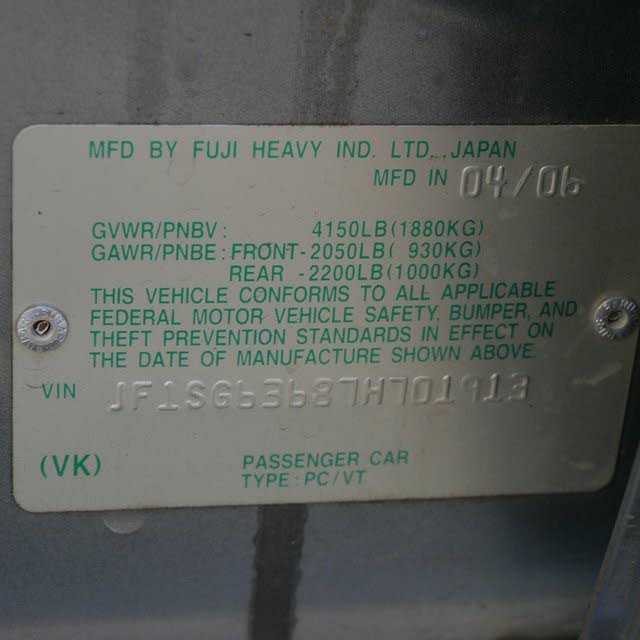 MFD BY FUJI HEAVY IND. LTD., JAPAN
MFD IN 04/06
GVWR/PNBV: 4150LB(1880KG)
GAWR/PNBE: FRONT-2050LB( 930KG)
REAR -2200LB(1000KG)
THIS VEHICLE CONFORMS TO ALL APPLICABLE
FEDERAL MOTOR VEHICLE SAFETY, BUMPER, AND
THEFT PREVENTION STANDARDS IN EFFECT ON
THE DATE OF MANUFACTURE SHOWN ABOVE.
VIN JF1SG63687H701913
(VK) PASSENGER CAR
TYPE: PC/VT